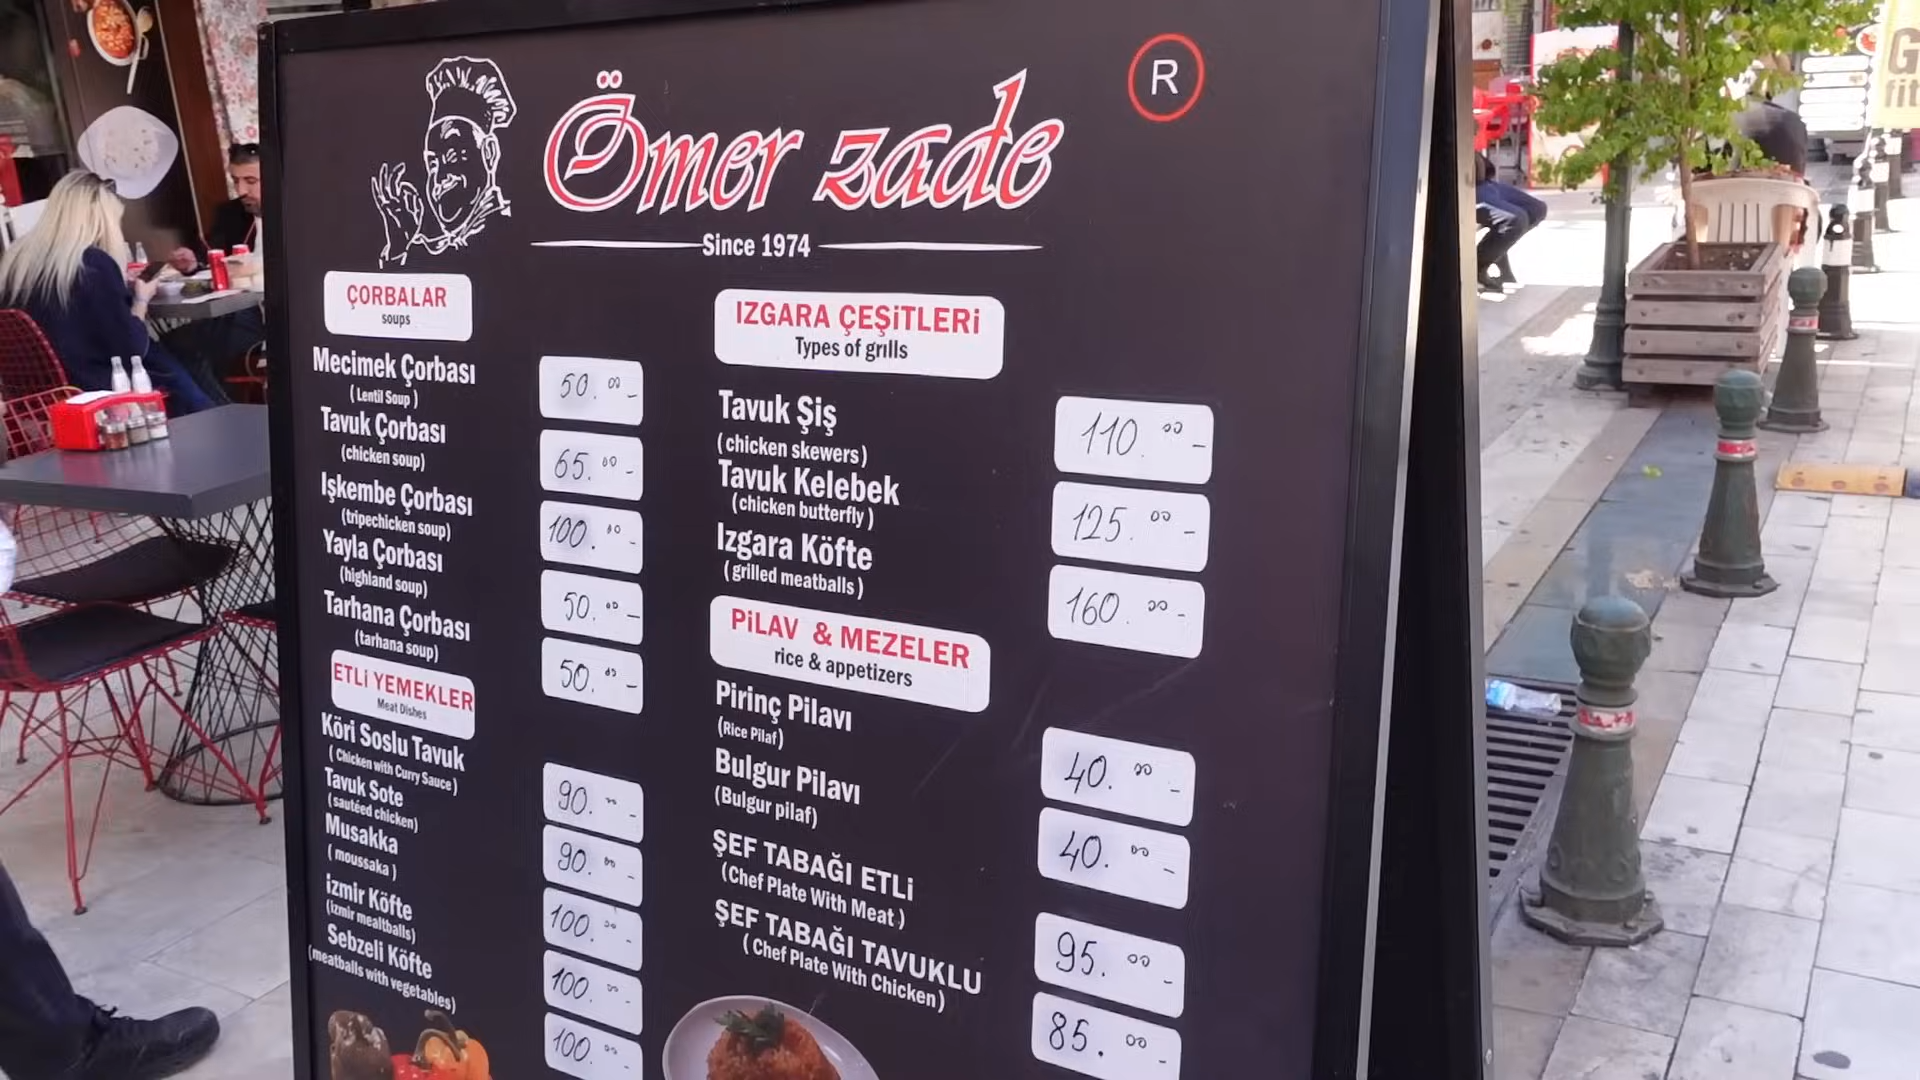 Ömer zade
R
Since 1974
ÇORBALAR
soups
Mecimek Çorbası
50.00-
( Lentil Soup )
Tavuk Çorbası
65.00-
(chicken soup)
Işkembe Çorbası
100.00-
(tripechicken soup)
Yayla Çorbası
50.00-
(highland soup)
Tarhana Çorbası
50.00-
(tarhana soup)
ETLİ YEMEKLER
Meat Dishes
Köri Soslu Tavuk
90.00-
( Chicken with Curry Sauce )
Tavuk Sote
90.00-
(sautéed chicken)
Musakka
100.00-
( moussaka )
izmir Köfte
100.00-
(izmir mealtballs)
Sebzeli Köfte
100.00-
(meatballs with vegetables)
IZGARA ÇEŞiTLERi
Types of grılls
Tavuk Şiş
110.00-
( chicken skewers )
Tavuk Kelebek
125.00-
( chicken butterfly )
Izgara Köfte
160.00-
( grilled meatballs )
PiLAV & MEZELER
rice & appetizers
Pirinç Pilavı
40.00-
(Rice Pilaf )
Bulgur Pilavı
40.00-
(Bulgur pilaf)
ŞEF TABAĞI ETLi
95.00-
(Chef Plate With Meat )
ŞEF TABAĞI TAVUKLU
85.00-
( Chef Plate With Chicken)